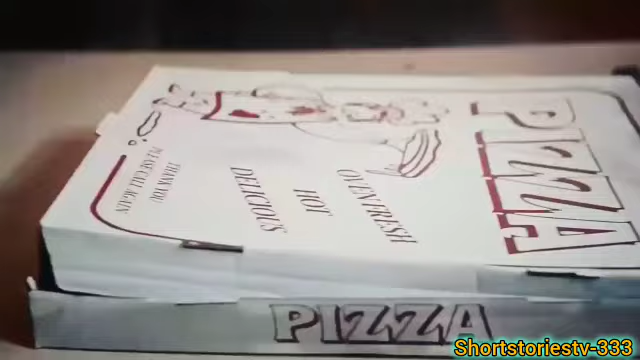 PIZZA
OVEN FRESH
HOT
DELICIOUS
THANK YOU
PLEASE CALL AGAIN
PIZZA
Shortstoriestv-333